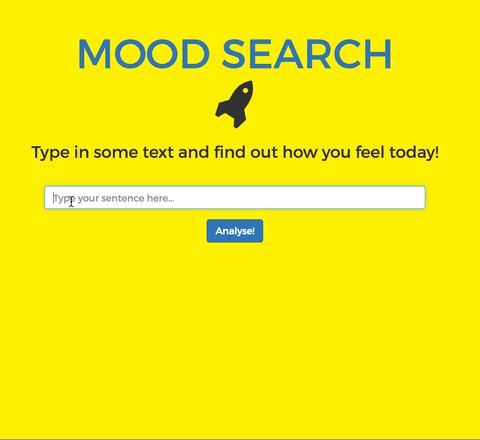 MOOD SEARCH
Type in some text and find out how you feel today!
Type your sentence here...
Analyse!